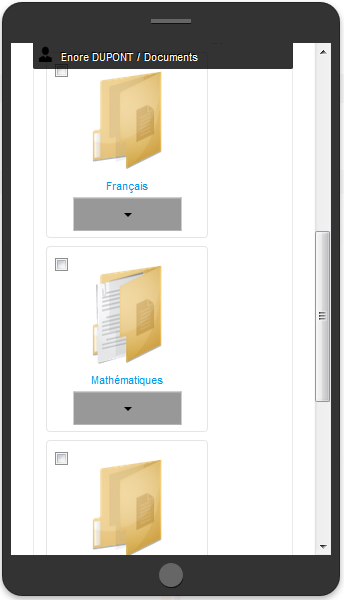 Enore DUPONT / Documents
Français
Mathématiques